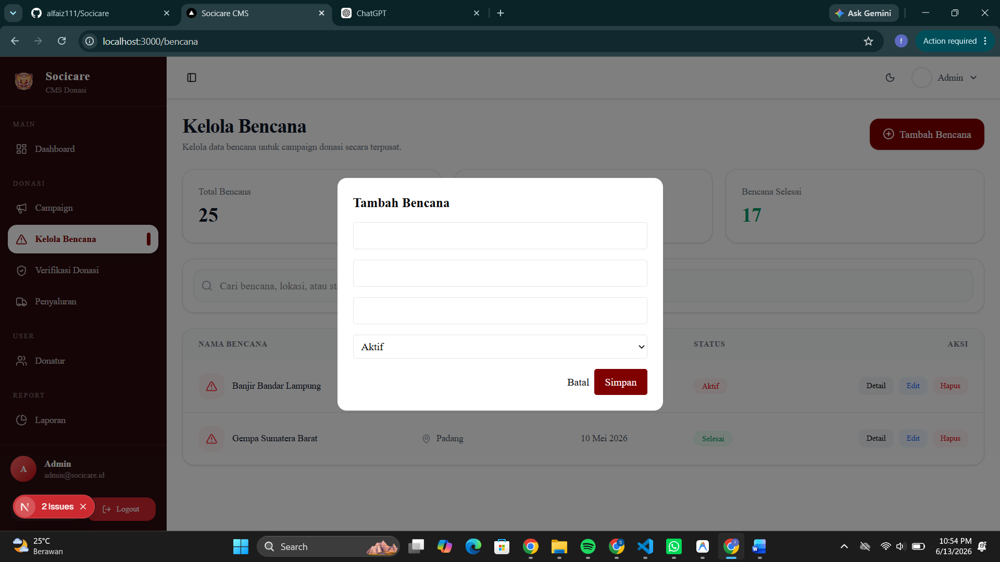 alfaiz111/Socicare
Socicare CMS
ChatGPT
Ask Gemini
localhost:3000/bencana
f
Action required
Socicare
CMS Donasi
MAIN
Dashboard
DONASI
Campaign
Kelola Bencana
Verifikasi Donasi
Penyaluran
USER
Donatur
REPORT
Laporan
A
Admin
admin@socicare.id
N
2 Issues
Logout
Admin
Kelola Bencana
Kelola data bencana untuk campaign donasi secara terpusat.
Tambah Bencana
Total Bencana
25
Bencana Selesai
17
Cari bencana, lokasi, atau
NAMA BENCANA
STATUS
AKSI
Banjir Bandar Lampung
Aktif
Detail
Edit
Hapus
Gempa Sumatera Barat
Padang
10 Mei 2026
Selesai
Detail
Edit
Hapus
Tambah Bencana
Aktif
Batal
Simpan
25°C
Berawan
Search
10:54 PM
6/13/2026